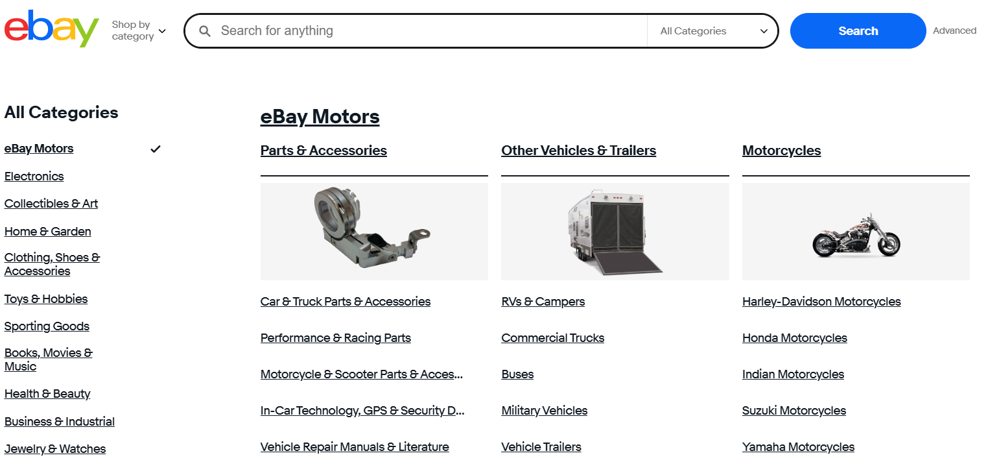 ebay
Shop by
category
Search for anything
All Categories
Search
Advanced
All Categories
eBay Motors
Electronics
Collectibles & Art
Home & Garden
Clothing, Shoes &
Accessories
Toys & Hobbies
Sporting Goods
Books, Movies &
Music
Health & Beauty
Business & Industrial
Jewelry & Watches
eBay Motors
Parts & Accessories
Car & Truck Parts & Accessories
Performance & Racing Parts
Motorcycle & Scooter Parts & Acces...
In-Car Technology, GPS & Security D...
Vehicle Repair Manuals & Literature
Other Vehicles & Trailers
RVs & Campers
Commercial Trucks
Buses
Military Vehicles
Vehicle Trailers
Motorcycles
Harley-Davidson Motorcycles
Honda Motorcycles
Indian Motorcycles
Suzuki Motorcycles
Yamaha Motorcycles